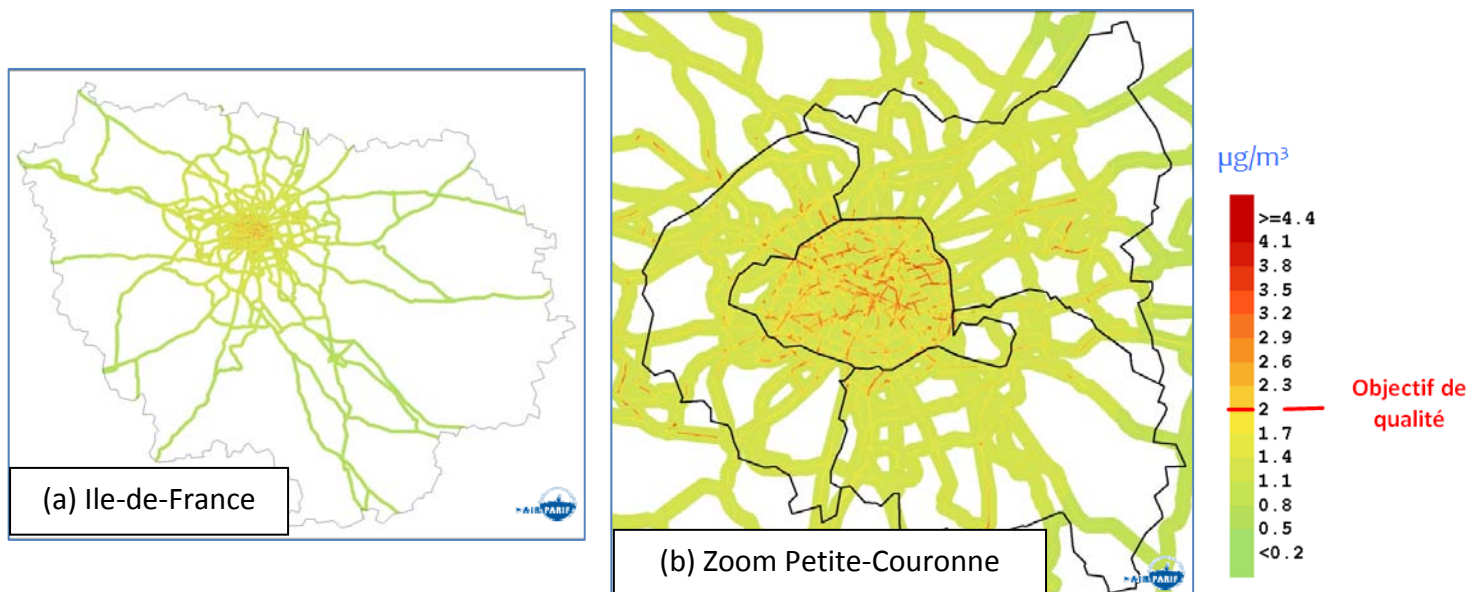 (a) Ile-de-France
AIRPARIF
(b) Zoom Petite-Couronne
AIRPARIF
µg/m³
>=4.4
4.1
3.8
3.5
3.2
2.9
2.6
2.3
2
1.7
1.4
1.1
0.8
0.5
<0.2
Objectif de
qualité